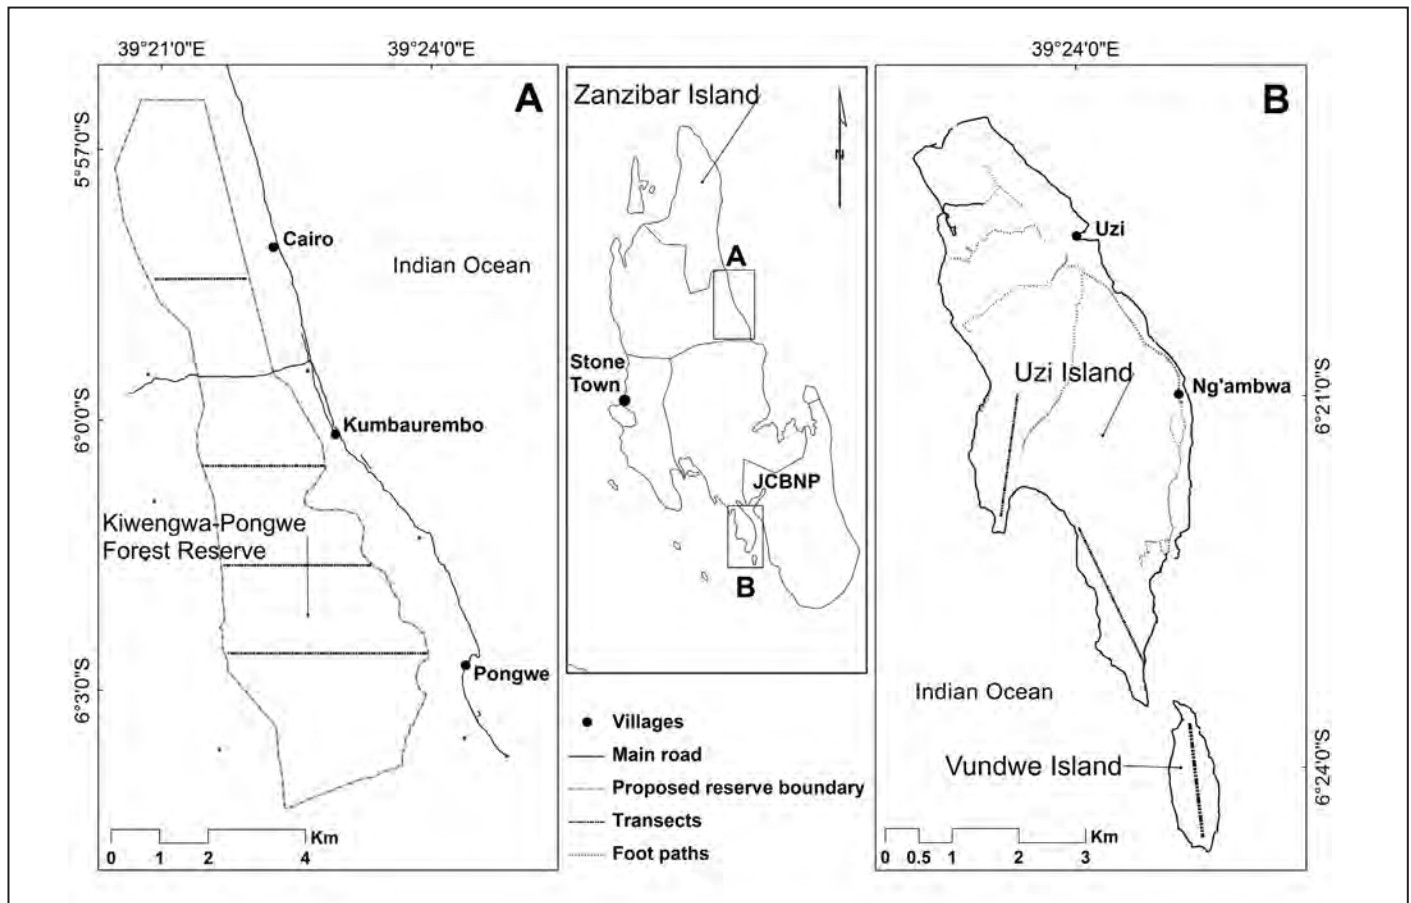 39°21'0"E
39°24'0"E
A
5°57'0"S
Cairo
Indian Ocean
6°0'0"S
Kumbaurembo
Kiwengwa-Pongwe
Forest Reserve
6°3'0"S
Pongwe
Km
0 1 2 4
Zanzibar Island
N
A
Stone
Town
JCBNP
B
Villages
Main road
Proposed reserve boundary
Transects
Foot paths
39°24'0"E
B
Uzi
Uzi Island
Ng'ambwa
6°21'0"S
Indian Ocean
Vundwe Island
6°24'0"S
Km
0 0.5 1 2 3